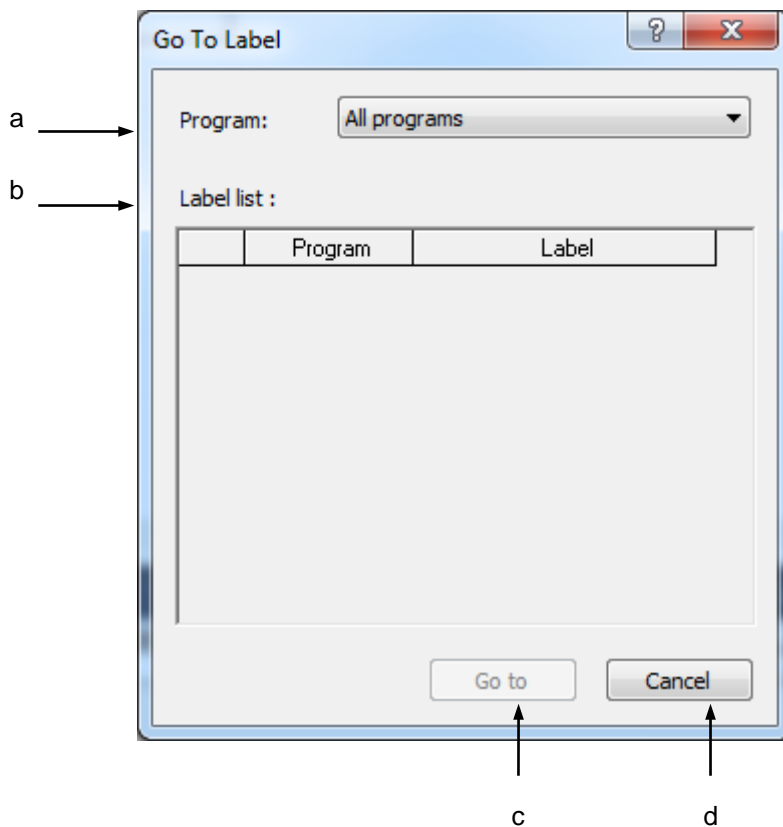 Go To Label
a
Program:
All programs
b
Label list :
Program
Label
Go to
Cancel
c
d